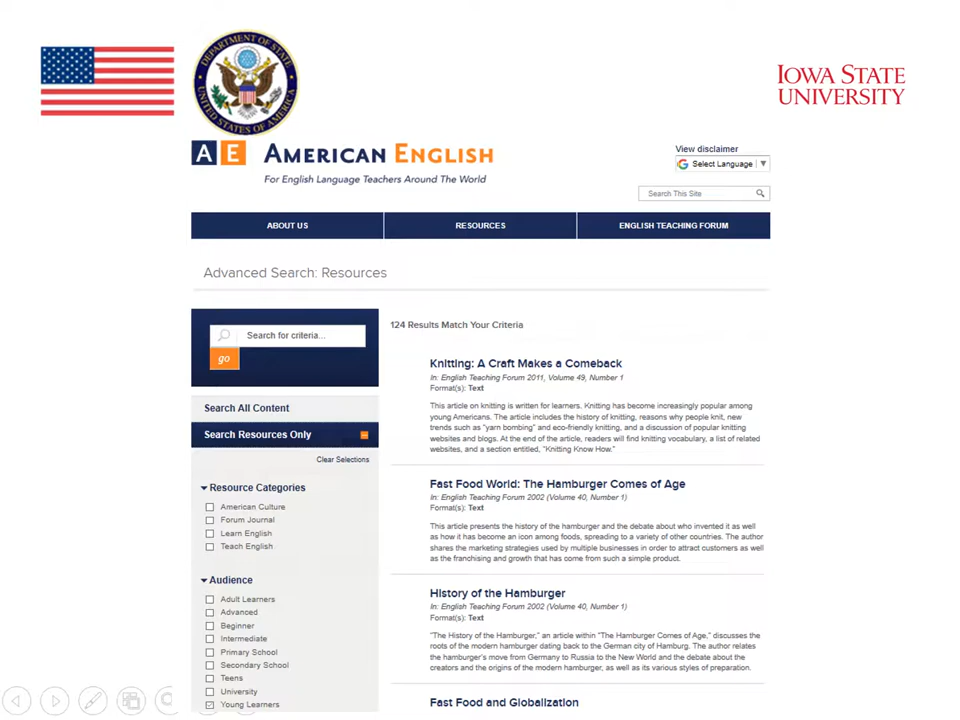 DEPARTMENT OF STATE
UNITED STATES OF AMERICA
IOWA STATE
UNIVERSITY
AE AMERICAN ENGLISH
For English Language Teachers Around The World
View disclaimer
G Select Language ▼
Search This Site
ABOUT US
RESOURCES
ENGLISH TEACHING FORUM
Advanced Search: Resources
Search for criteria...
go
Search All Content
Search Resources Only
Clear Selections
Resource Categories
American Culture
Forum Journal
Learn English
Teach English
Audience
Adult Learners
Advanced
Beginner
Intermediate
Primary School
Secondary School
Teens
University
Young Learners
124 Results Match Your Criteria
Knitting: A Craft Makes a Comeback
In: English Teaching Forum 2011, Volume 49, Number 1
Format(s): Text
This article on knitting is written for learners. Knitting has become increasingly popular among
young Americans. The article includes the history of knitting, reasons why people knit, new
trends such as “yarn bombing” and eco-friendly knitting, and a discussion of popular knitting
websites and blogs. At the end of the article, readers will find knitting vocabulary, a list of related
websites, and a section entitled, “Knitting Know How.”
Fast Food World: The Hamburger Comes of Age
In: English Teaching Forum 2002 (Volume 40, Number 1)
Format(s): Text
This article presents the history of the hamburger and the debate about who invented it as well
as how it has become an icon among foods, spreading to a variety of other countries. The author
shares the marketing strategies used by multiple businesses in order to attract customers as well
as the franchising and growth that has come from such a simple product.
History of the Hamburger
In: English Teaching Forum 2002 (Volume 40, Number 1)
Format(s): Text
"The History of the Hamburger," an article within "The Hamburger Comes of Age," discusses the
roots of the modern hamburger dating back to the German city of Hamburg. The author relates
the hamburger's move from Germany to Russia to the New World and the debate about the
creators and the origins of the modern hamburger, as well as its various styles of preparation.
Fast Food and Globalization